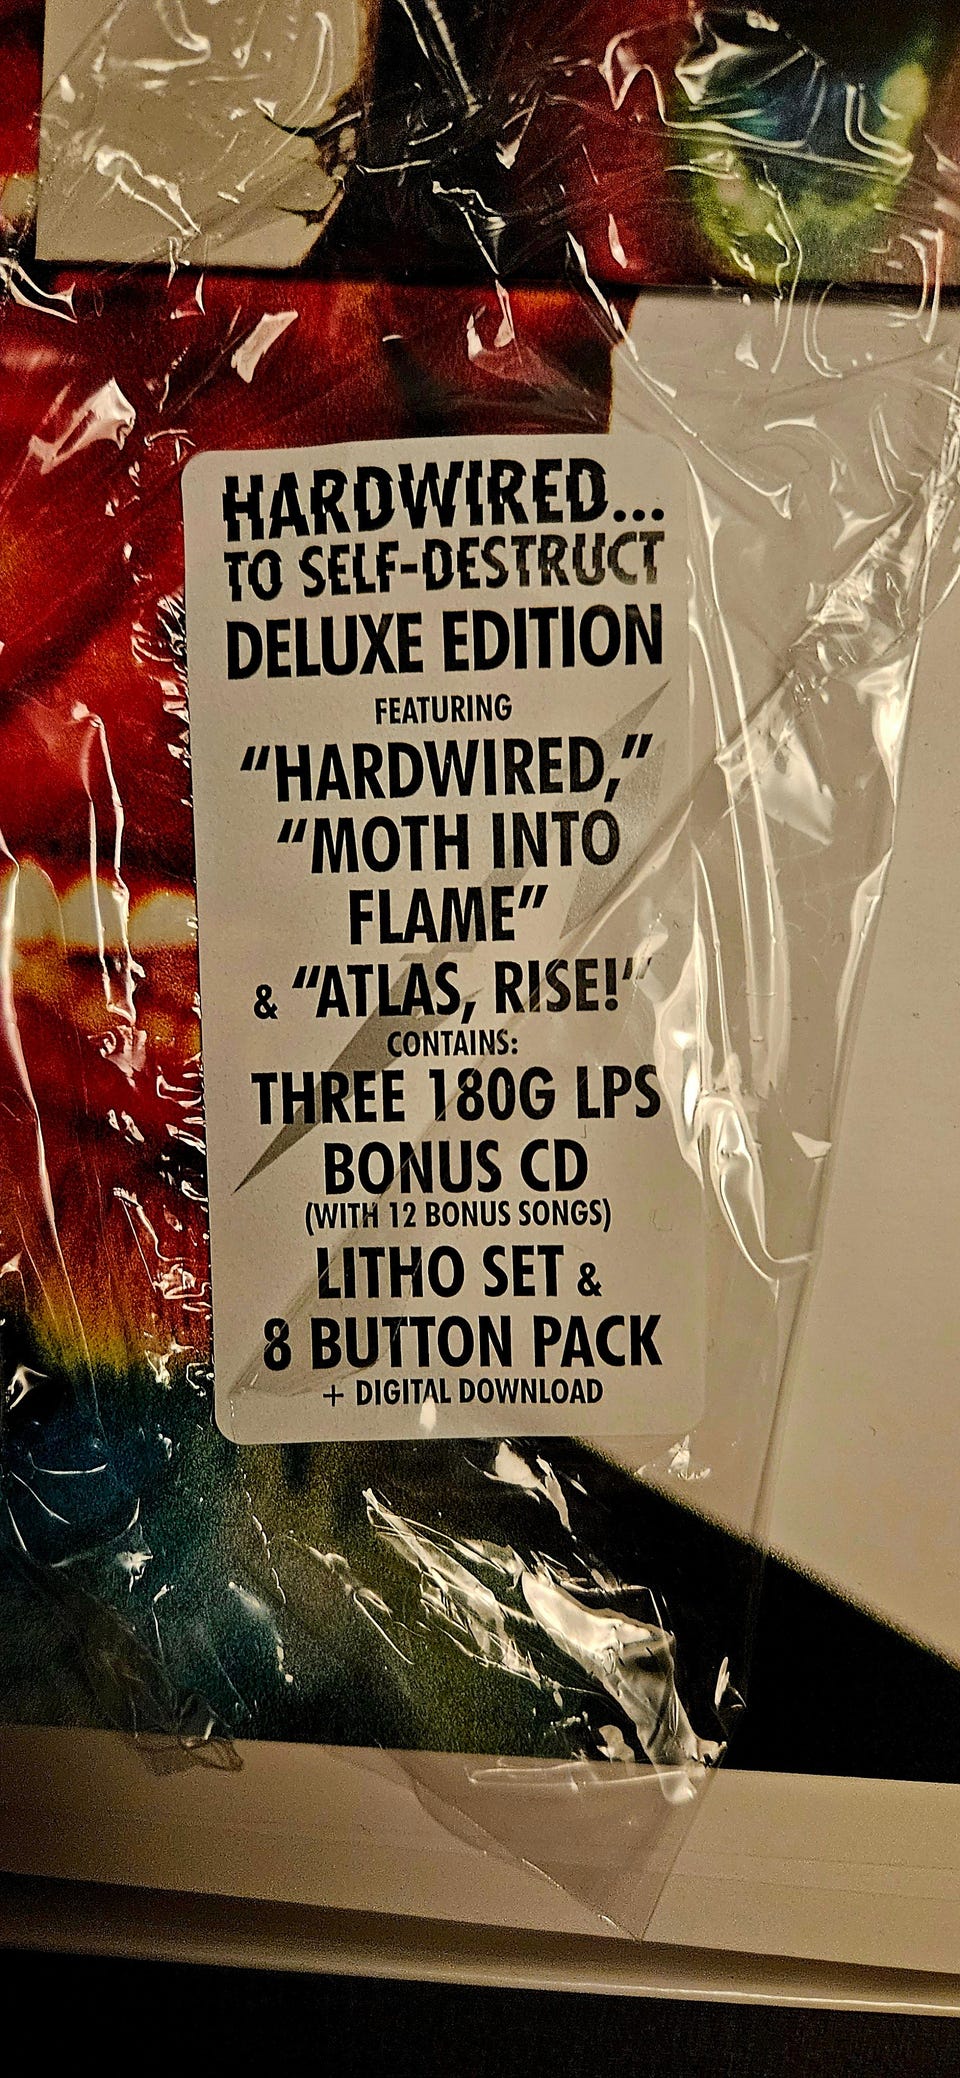 HARDWIRED...
TO SELF-DESTRUCT
DELUXE EDITION
FEATURING
“HARDWIRED,”
“MOTH INTO
FLAME”
& “ATLAS, RISE!”
CONTAINS:
THREE 180G LPS
BONUS CD
(WITH 12 BONUS SONGS)
LITHO SET &
8 BUTTON PACK
+ DIGITAL DOWNLOAD